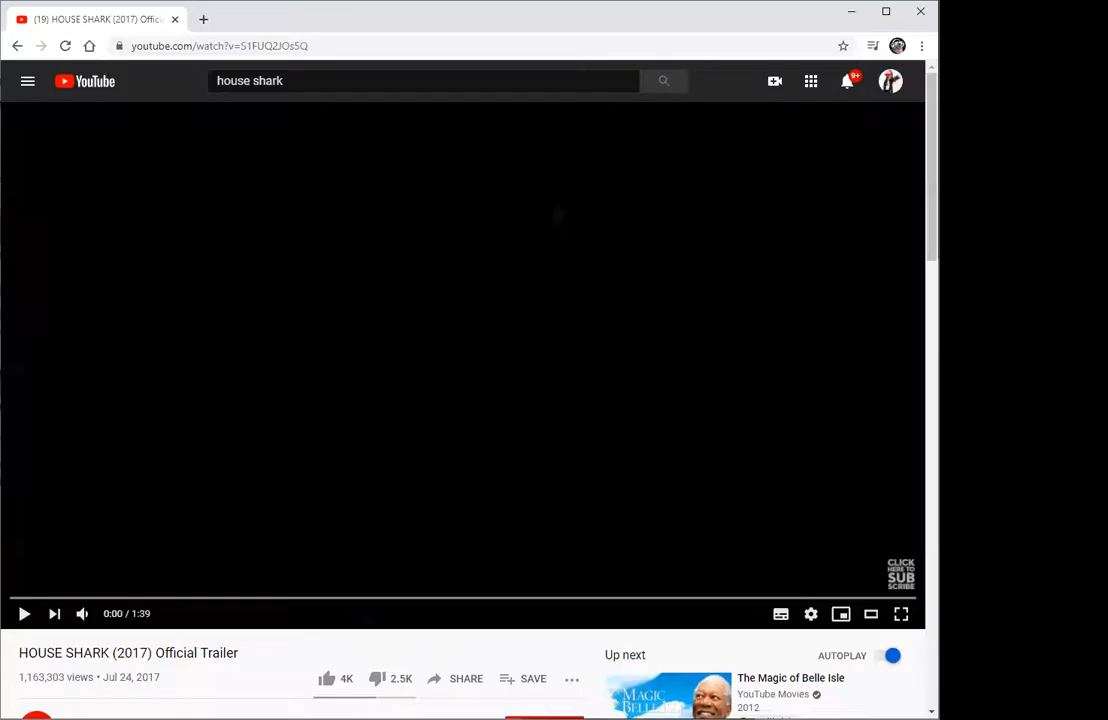 (19) HOUSE SHARK (2017) Offici
youtube.com/watch?v=S1FUQ2JOs5Q
YouTube
house shark
9+
CLICK
HERE TO
SUB
SCRIBE
0:00 / 1:39
HOUSE SHARK (2017) Official Trailer
1,163,303 views • Jul 24, 2017
4K
2.5K
SHARE
SAVE
Up next
AUTOPLAY
MAGIC
BELLE ISLE
The Magic of Belle Isle
YouTube Movies
2012